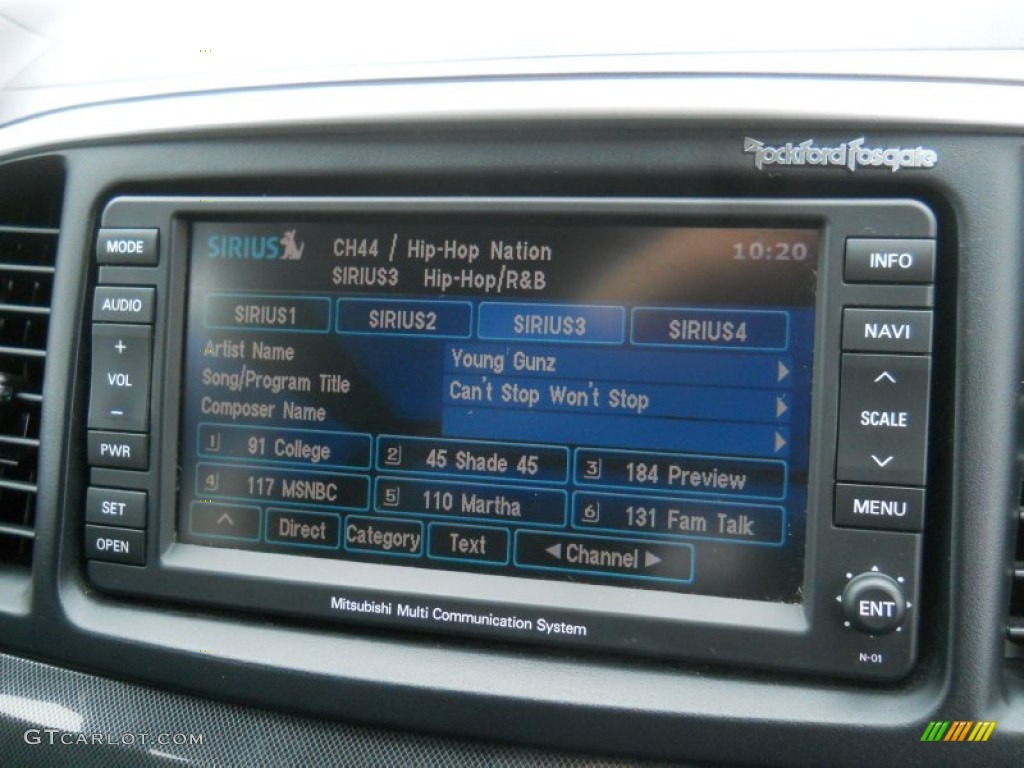 Rockford Fosgate
MODE
AUDIO
+
VOL
−
PWR
SET
OPEN
SIRIUS
CH44 / Hip-Hop Nation
10:20
SIRIUS3 Hip-Hop/R&B
SIRIUS1 SIRIUS2 SIRIUS3 SIRIUS4
Artist Name Young Gunz
Song/Program Title Can't Stop Won't Stop
Composer Name
1 91 College 2 45 Shade 45 3 184 Preview
4 117 MSNBC 5 110 Martha 6 131 Fam Talk
Direct Category Text ◀ Channel ▶
INFO
NAVI
SCALE
MENU
ENT
N-01
Mitsubishi Multi Communication System
GTCARLOT.COM